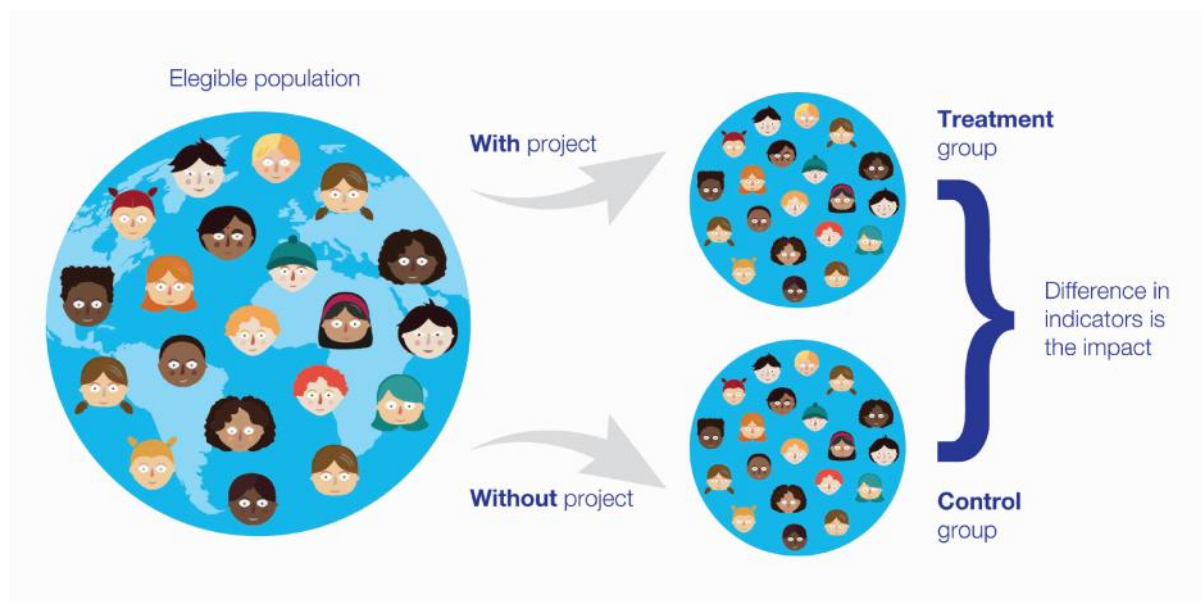 Elegible population
With project
Treatment
group
Difference in
indicators is
the impact
Without project
Control
group